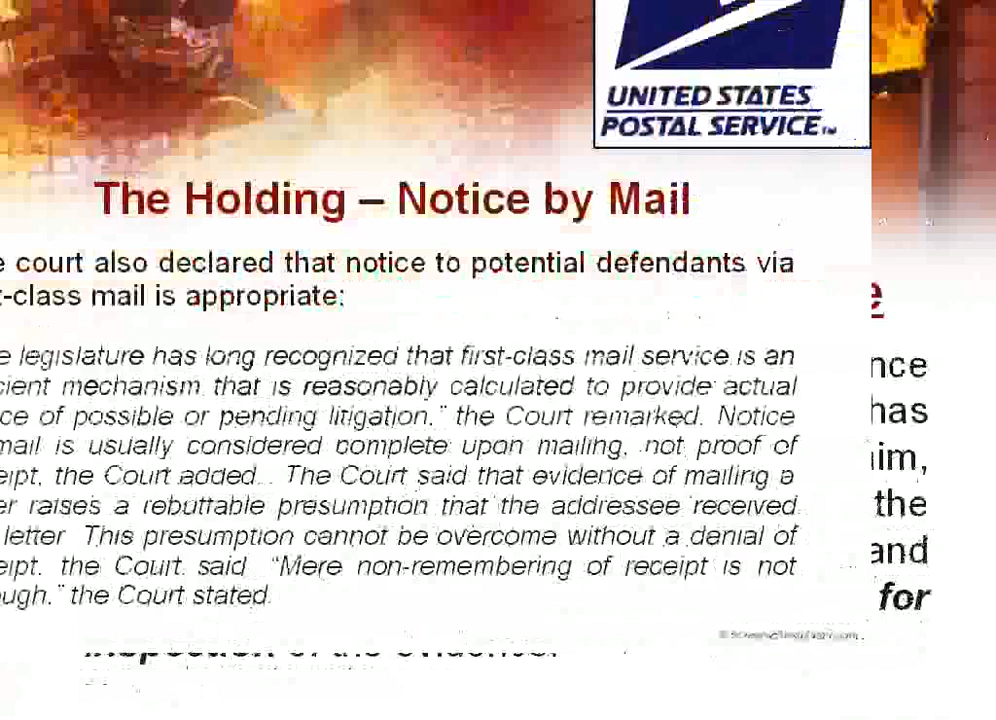 UNITED STATES
POSTAL SERVICE
The Holding – Notice by Mail
e court also declared that notice to potential defendants via
t-class mail is appropriate:
e legislature has long recognized that first-class mail service is an
cient mechanism that is reasonably calculated to provide actual
ce of possible or pending litigation," the Court remarked. Notice
mail is usually considered complete upon mailing, not proof of
eipt, the Court added. The Court said that evidence of mailing a
er raises a rebuttable presumption that the addressee received
letter This presumption cannot be overcome without a denial of
eipt. the Court said "Mere non-remembering of receipt is not
ugh." the Court stated.
e
nce
has
aim,
the
and
for